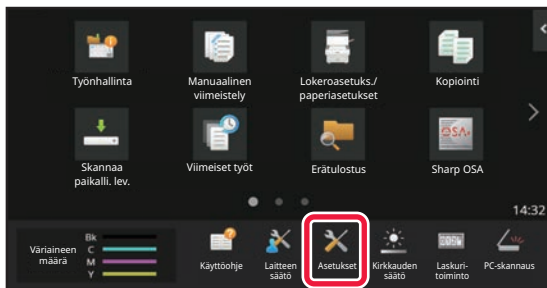 Työnhallinta
Manuaalinen
viimeistely
Lokeroasetuks./
paperiasetukset
Kopiointi
OSA
Skannaa
paikalli. lev.
Viimeiset työt
Erätulostus
Sharp OSA
14:32
Väriaineen
määrä
Bk
C
M
Y
Käyttöohje
Laitteen
säätö
Asetukset
Kirkkauden
säätö
Laskuri-
toiminto
PC-skannaus